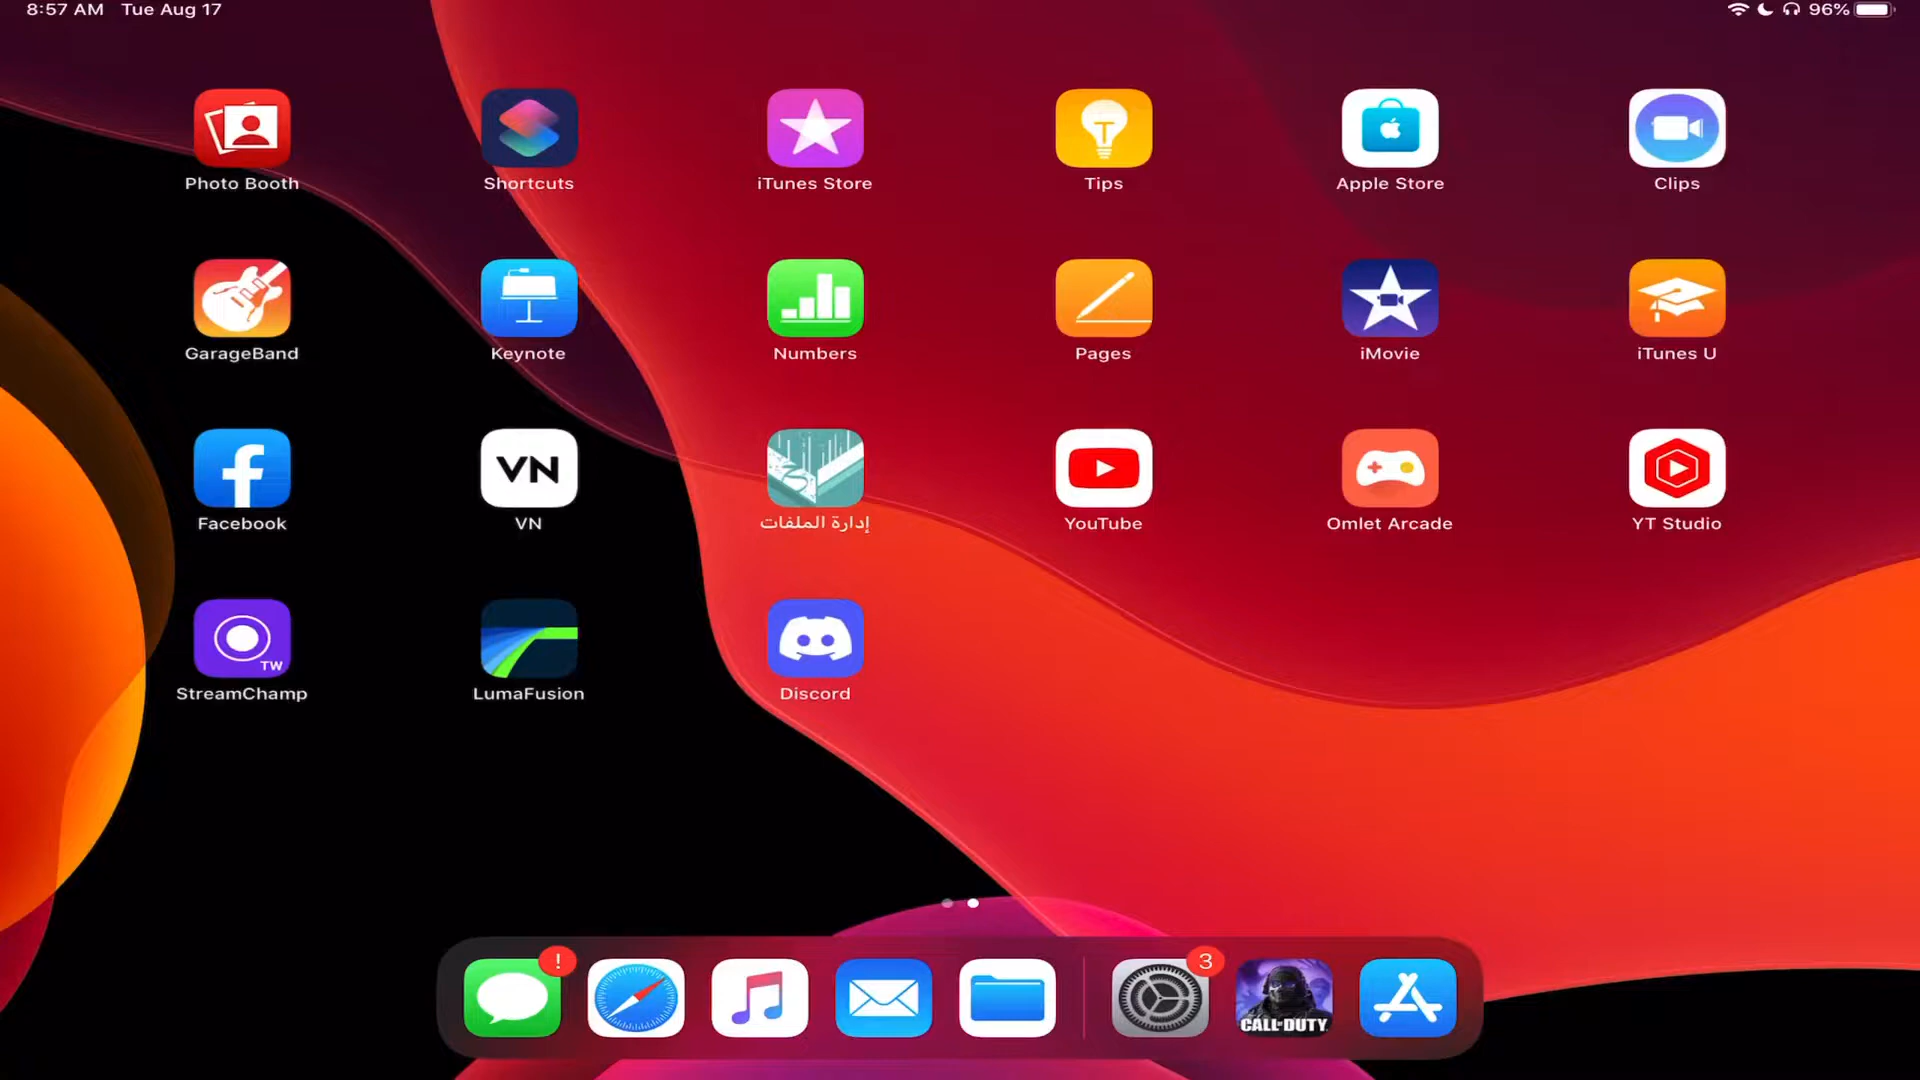 8:57 AM Tue Aug 17
96%
Photo Booth
Shortcuts
iTunes Store
Tips
Apple Store
Clips
GarageBand
Keynote
Numbers
Pages
iMovie
iTunes U
VN
Facebook
VN
إدارة الملفات
YouTube
Omlet Arcade
YT Studio
TW
StreamChamp
LumaFusion
Discord
!
3
CALL OF DUTY